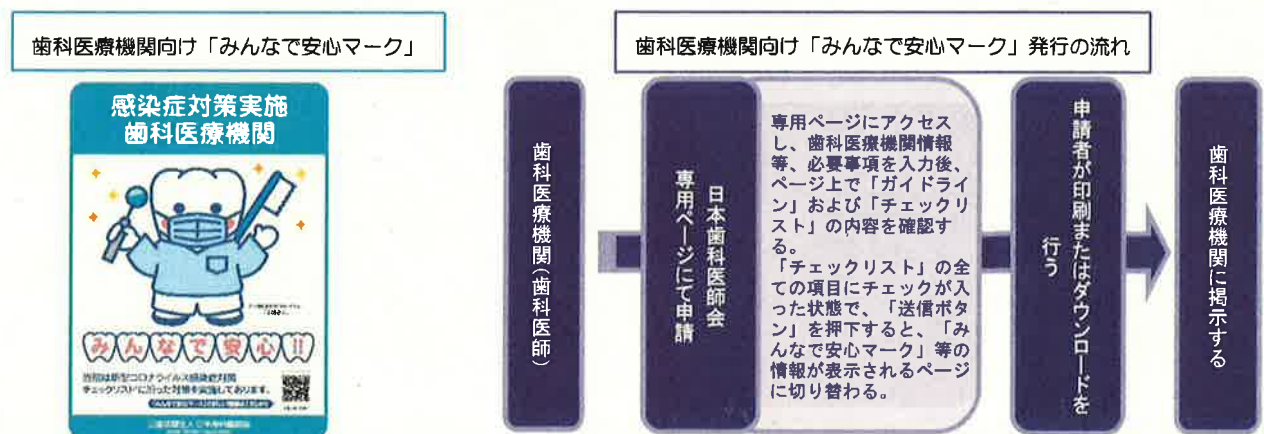 歯科医療機関向け「みんなで安心マーク」
感染症対策実施
歯科医療機関
みんなで安心!!
当院は新型コロナウイルス感染症対策
チェックリストに沿った対策を実施しております。
歯科医療機関向け「みんなで安心マーク」発行の流れ
歯科医療機関(歯科医師)
日本歯科医師会
専用ページにて申請
専用ページにアクセス
し、歯科医療機関情報
等、必要事項を入力後、
ページ上で「ガイドライ
ン」および「チェックリ
スト」の内容を確認す
る。
「チェックリスト」の全
ての項目にチェックが入
った状態で、「送信ボタ
ン」を押下すると、「み
んなで安心マーク」等の
情報が表示されるページ
に切り替わる。
申請者が印刷またはダウンロードを
行う
歯科医療機関に掲示する